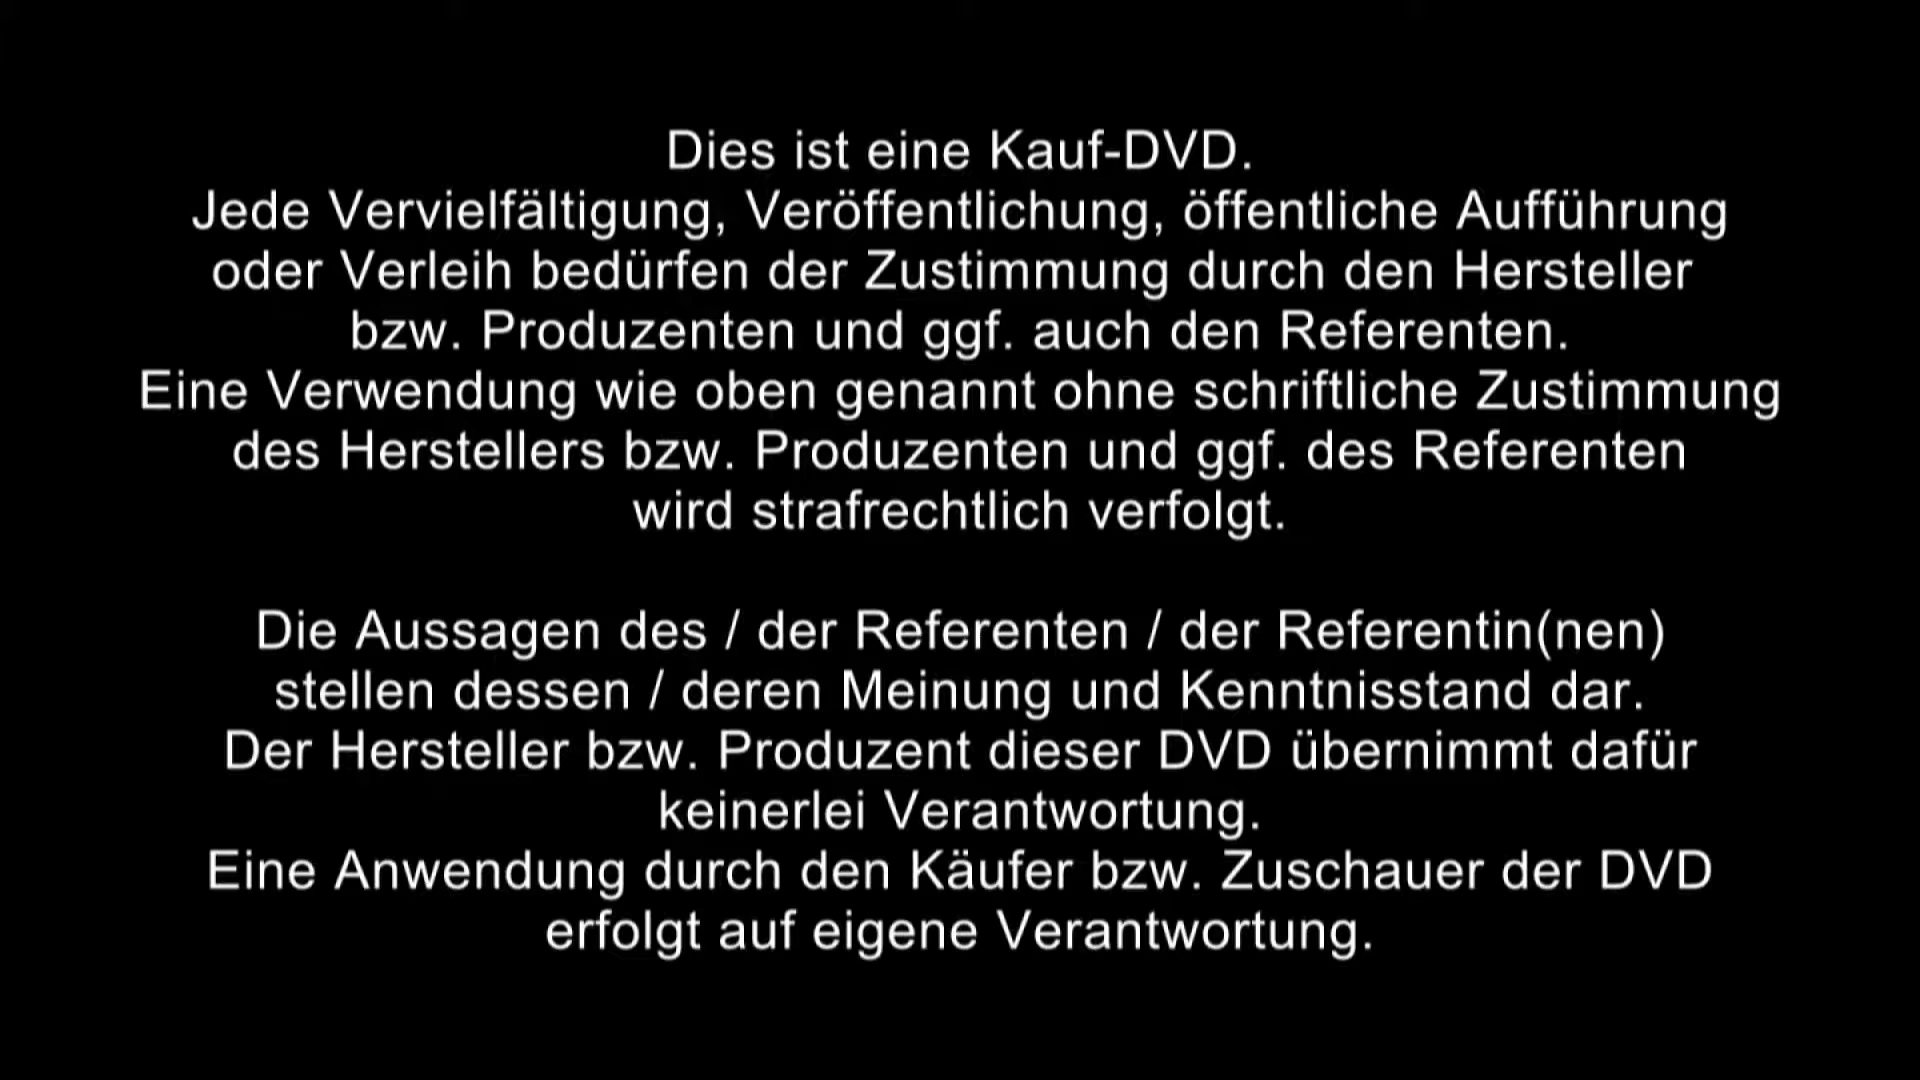 Dies ist eine Kauf-DVD.
Jede Vervielfältigung, Veröffentlichung, öffentliche Aufführung
oder Verleih bedürfen der Zustimmung durch den Hersteller
bzw. Produzenten und ggf. auch den Referenten.
Eine Verwendung wie oben genannt ohne schriftliche Zustimmung
des Herstellers bzw. Produzenten und ggf. des Referenten
wird strafrechtlich verfolgt.
Die Aussagen des / der Referenten / der Referentin(nen)
stellen dessen / deren Meinung und Kenntnisstand dar.
Der Hersteller bzw. Produzent dieser DVD übernimmt dafür
keinerlei Verantwortung.
Eine Anwendung durch den Käufer bzw. Zuschauer der DVD
erfolgt auf eigene Verantwortung.